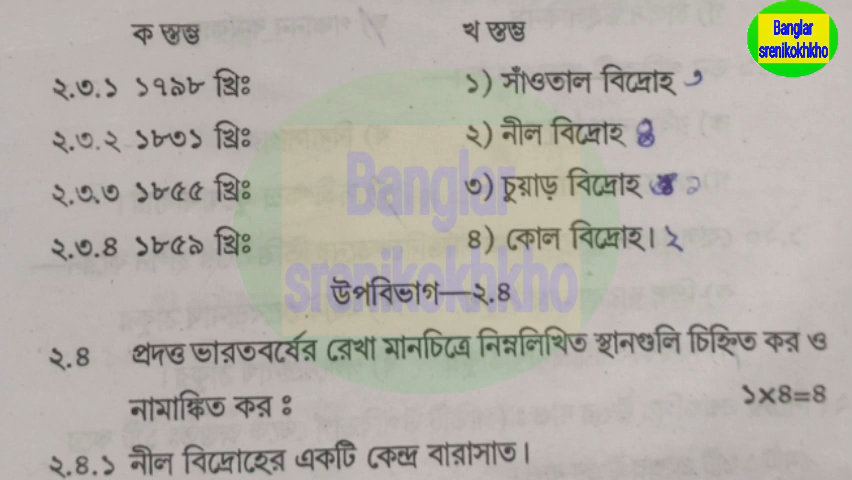 Banglar
srenikokhkho
ক স্তম্ভ খ স্তম্ভ
২.৩.১ ১৭৯৮ খ্রিঃ ১) সাঁওতাল বিদ্রোহ ৩
২.৩.২ ১৮৩১ খ্রিঃ ২) নীল বিদ্রোহ ৪
২.৩.৩ ১৮৫৫ খ্রিঃ ৩) চুয়াড় বিদ্রোহ ১
২.৩.৪ ১৮৫৯ খ্রিঃ ৪) কোল বিদ্রোহ। ২
Banglar
srenikokhkho
উপবিভাগ—২.৪
২.৪ প্রদত্ত ভারতবর্ষের রেখা মানচিত্রে নিম্নলিখিত স্থানগুলি চিহ্নিত কর ও
নামাঙ্কিত কর ঃ ১×৪=৪
২.৪.১ নীল বিদ্রোহের একটি কেন্দ্র বারাসাত।